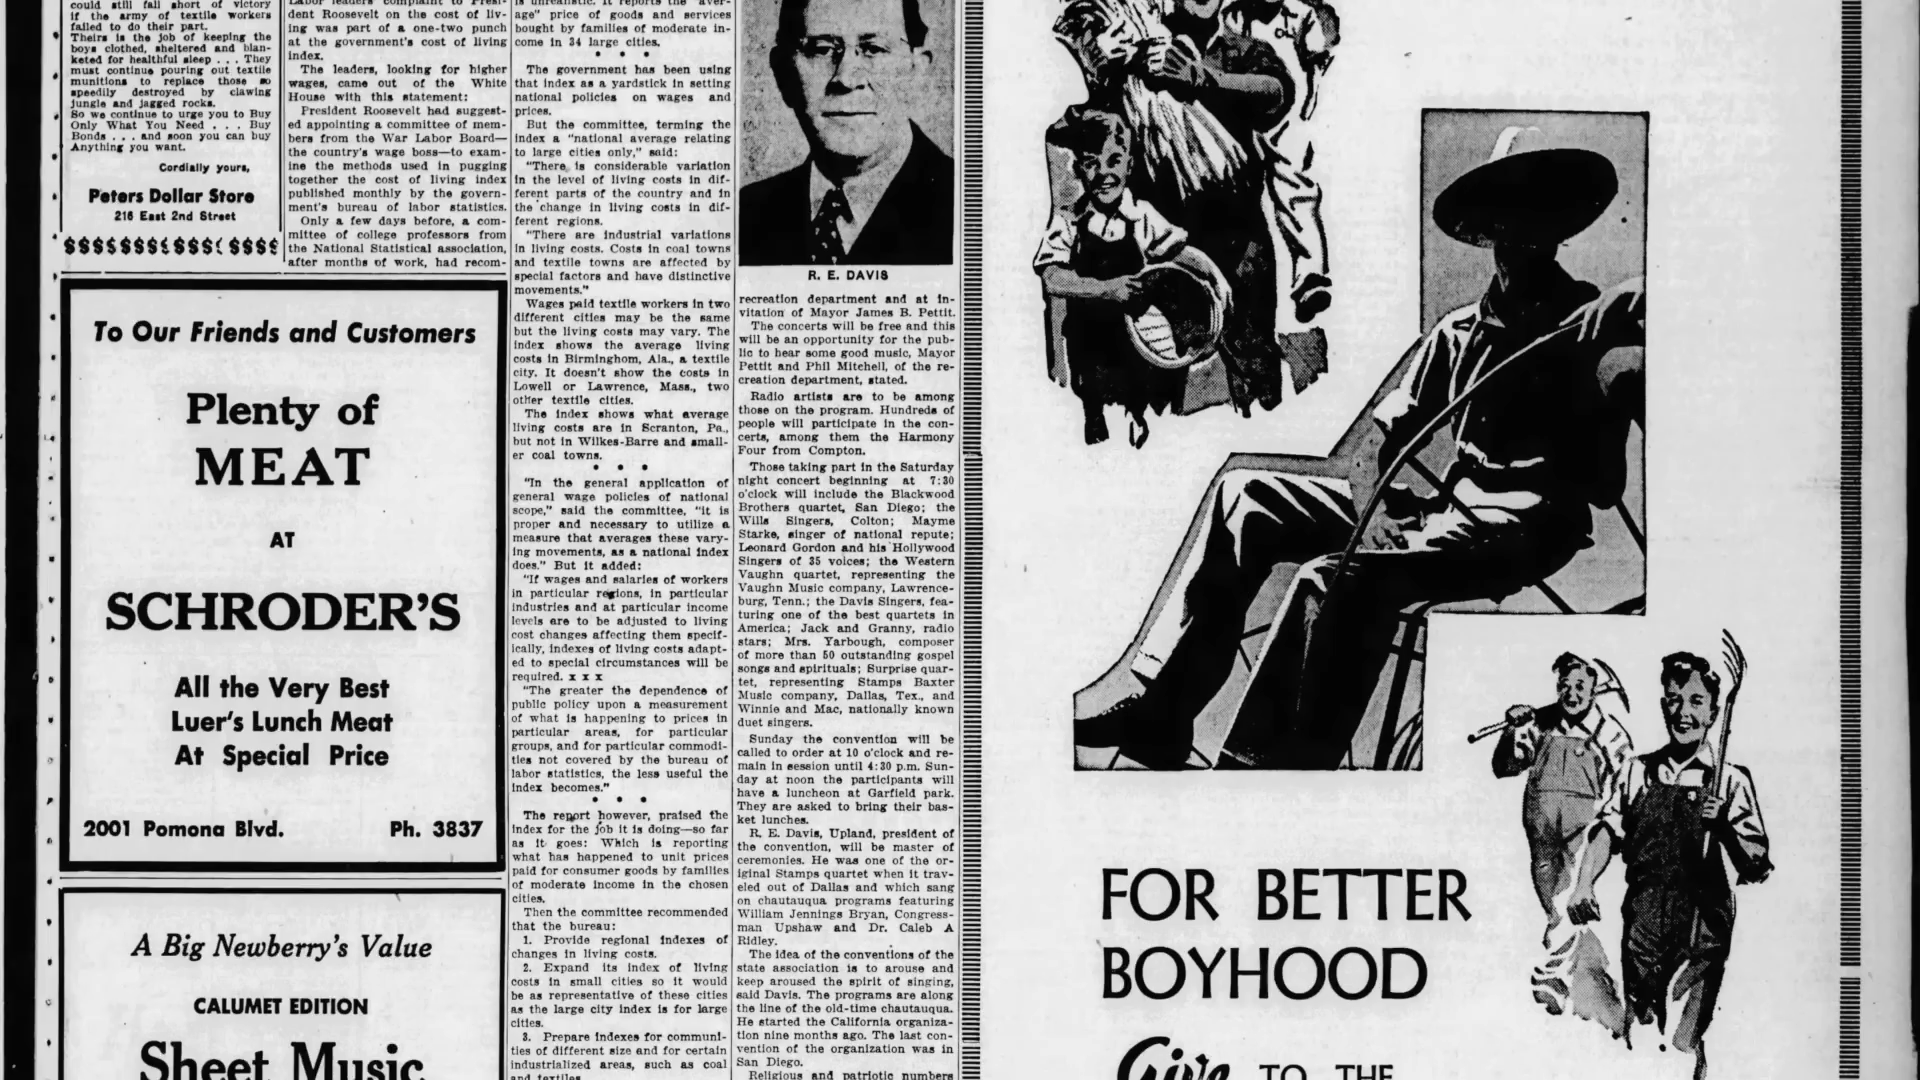 could still fall short of victory
if the army of textile workers
failed to do their part.
Theirs is the job of keeping the
boys clothed, sheltered and blan-
keted for healthful sleep . . . They
must continue pouring out textile
munitions to replace those so
speedily destroyed by clawing
jungle and jagged rocks.
So we continue to urge you to Buy
Only What You Need . . . Buy
Bonds . . . and soon you can buy
Anything you want.
Cordially yours,
Peters Dollar Store
216 East 2nd Street
To Our Friends and Customers
Plenty of
MEAT
AT
SCHRODER'S
All the Very Best
Luer's Lunch Meat
At Special Price
2001 Pomona Blvd. Ph. 3837
A Big Newberry's Value
CALUMET EDITION
Sheet Music
Labor leaders' complaint to Presi-
dent Roosevelt on the cost of liv-
ing was part of a one-two punch
at the government's cost of living
index.
The leaders, looking for higher
wages, came out of the White
House with this statement:
President Roosevelt had suggest-
ed appointing a committee of mem-
bers from the War Labor Board—
the country's wage boss—to exam-
ine the methods used in pugging
together the cost of living index
published monthly by the govern-
ment's bureau of labor statistics.
Only a few days before, a com-
mittee of college professors from
the National Statistical association,
after months of work, had recom-
is unrealistic. It reports the "aver-
age" price of goods and services
bought by families of moderate in-
come in 34 large cities.
* * *
The government has been using
that index as a yardstick in setting
national policies on wages and
prices.
But the committee, terming the
index a "national average relating
to large cities only," said:
"There is considerable variation
in the level of living costs in dif-
ferent parts of the country and in
the change in living costs in dif-
ferent regions.
"There are industrial variations
in living costs. Costs in coal towns
and textile towns are affected by
special factors and have distinctive
movements."
Wages paid textile workers in two
different cities may be the same
but the living costs may vary. The
index shows the average living
costs in Birminghom, Ala., a textile
city. It doesn't show the costs in
Lowell or Lawrence, Mass., two
other textile cities.
The index shows what average
living costs are in Scranton, Pa.,
but not in Wilkes-Barre and small-
er coal towns.
* * *
"In the general application of
general wage policies of national
scope," said the committee, "it is
proper and necessary to utilize a
measure that averages these vary-
ing movements, as a national index
does." But it added:
"If wages and salaries of workers
in particular regions, in particular
industries and at particular income
levels are to be adjusted to living
cost changes affecting them specif-
ically, indexes of living costs adapt-
ed to special circumstances will be
required. x x x
"The greater the dependence of
public policy upon a measurement
of what is happening to prices in
particular areas, for particular
groups, and for particular commodi-
ties not covered by the bureau of
labor statistics, the less useful the
index becomes."
* * *
The report however, praised the
index for the job it is doing—so far
as it goes: Which is reporting
what has happened to unit prices
paid for consumer goods by families
of moderate income in the chosen
cities.
Then the committee recommended
that the bureau:
1. Provide regional indexes of
changes in living costs.
2. Expand its index of living
costs in small cities so it would
be as representative of these cities
as the large city index is for large
cities.
3. Prepare indexes for communi-
ties of different size and for certain
industrialized areas, such as coal
and textiles.
R. E. DAVIS
recreation department and at in-
vitation of Mayor James B. Pettit.
The concerts will be free and this
will be an opportunity for the pub-
lic to hear some good music, Mayor
Pettit and Phil Mitchell, of the re-
creation department, stated.
Radio artists are to be among
those on the program. Hundreds of
people will participate in the con-
certs, among them the Harmony
Four from Compton.
Those taking part in the Saturday
night concert beginning at 7:30
o'clock will include the Blackwood
Brothers quartet, San Diego; the
Wills Singers, Colton; Mayme
Starke, singer of national repute;
Leonard Gordon and his Hollywood
Singers of 35 voices; the Western
Vaughn quartet, representing the
Vaughn Music company, Lawrence-
burg, Tenn.; the Davis Singers, fea-
turing one of the best quartets in
America; Jack and Granny, radio
stars; Mrs. Yarbough, composer
of more than 50 outstanding gospel
songs and spirituals; Surprise quar-
tet, representing Stamps Baxter
Music company, Dallas, Tex., and
Winnie and Mac, nationally known
duet singers.
Sunday the convention will be
called to order at 10 o'clock and re-
main in session until 4:30 p.m. Sun-
day at noon the participants will
have a luncheon at Garfield park.
They are asked to bring their bas-
ket lunches.
R. E. Davis, Upland, president of
the convention, will be master of
ceremonies. He was one of the or-
iginal Stamps quartet when it trav-
eled out of Dallas and which sang
on chautauqua programs featuring
William Jennings Bryan, Congress-
man Upshaw and Dr. Caleb A
Ridley.
The idea of the conventions of the
state association is to arouse and
keep aroused the spirit of singing,
said Davis. The programs are along
the line of the old-time chautauqua.
He started the California organiza-
tion nine months ago. The last con-
vention of the organization was in
San Diego.
Religious and patriotic numbers
FOR BETTER
BOYHOOD
Give TO THE